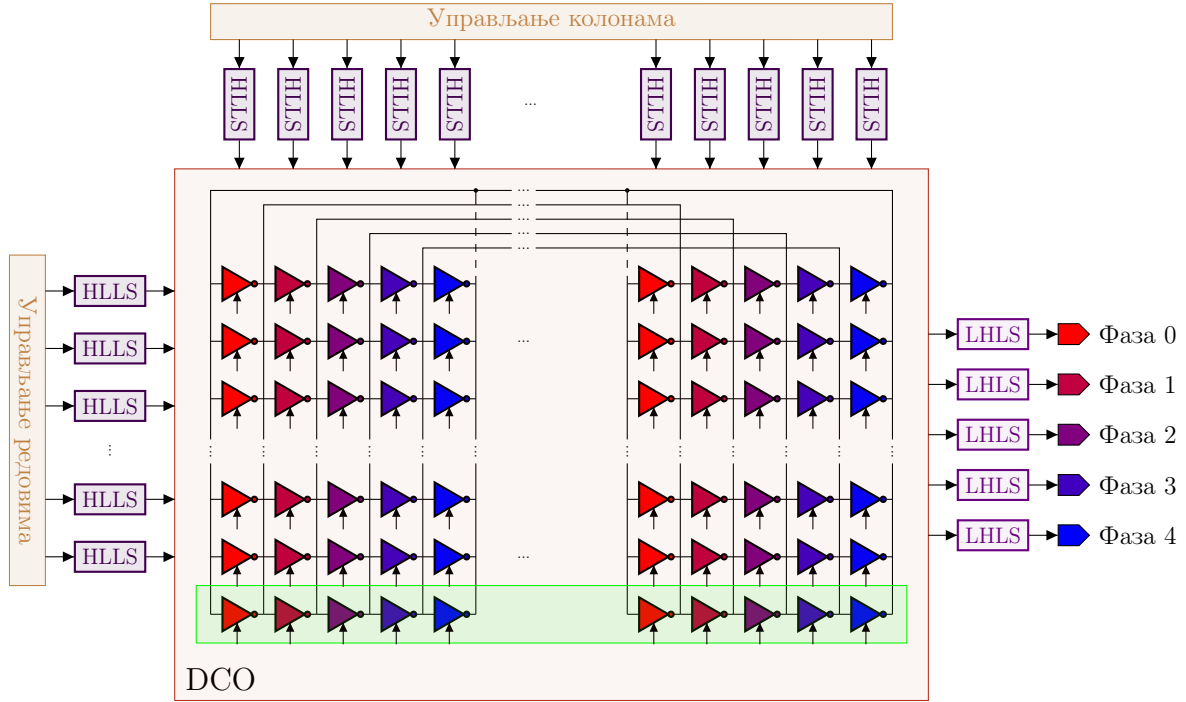 Управљање колонама
HLLS HLLS HLLS HLLS HLLS ... HLLS HLLS HLLS HLLS HLLS
Управљање редовима
HLLS
HLLS
HLLS
...
HLLS
HLLS
...
...
...
...
...
...
...
... ... ... ... ... ... ... ... ... ... ... ...
...
LHLS Фаза 0
LHLS Фаза 1
LHLS Фаза 2
LHLS Фаза 3
LHLS Фаза 4
DCO